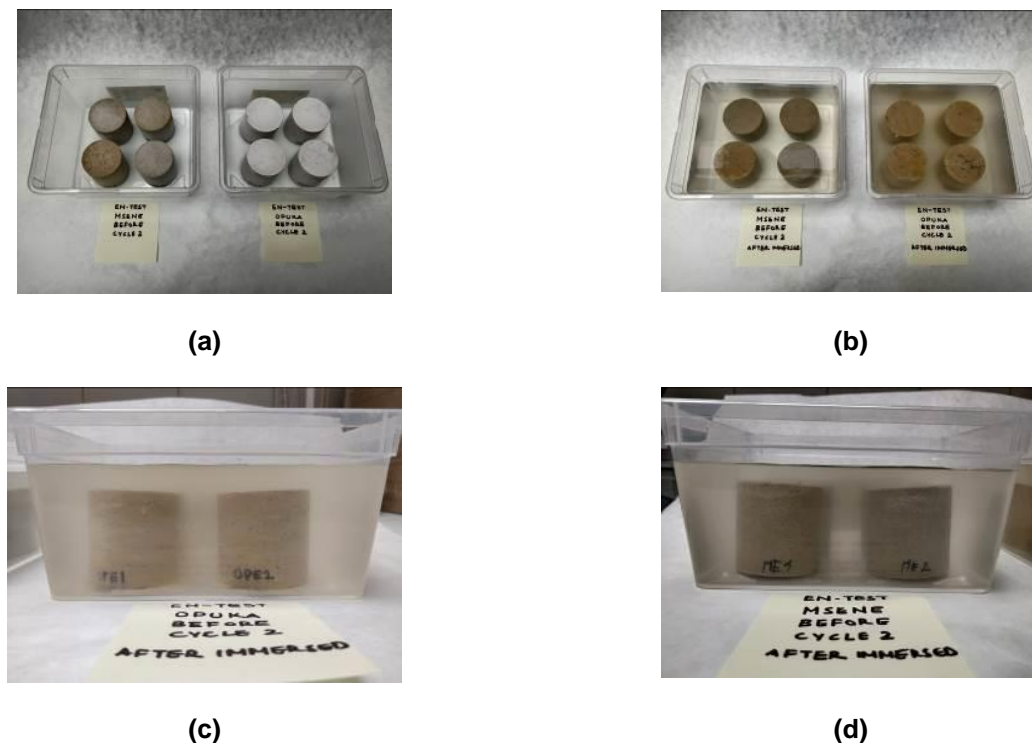 EN-TEST
MSENE
BEFORE
CYCLE 2
EN-TEST
OPUKA
BEFORE
CYCLE 2
(a)
EN-TEST
MSENE
BEFORE
CYCLE 2
AFTER IMMERSED
EN-TEST
OPUKA
BEFORE
CYCLE 2
AFTER IMMERSED
(b)
OPE2
EN-TEST
OPUKA
BEFORE
CYCLE 2
AFTER IMMERSED
(c)
ME1
ME2
EN-TEST
MSENE
BEFORE
CYCLE 2
AFTER IMMERSED
(d)